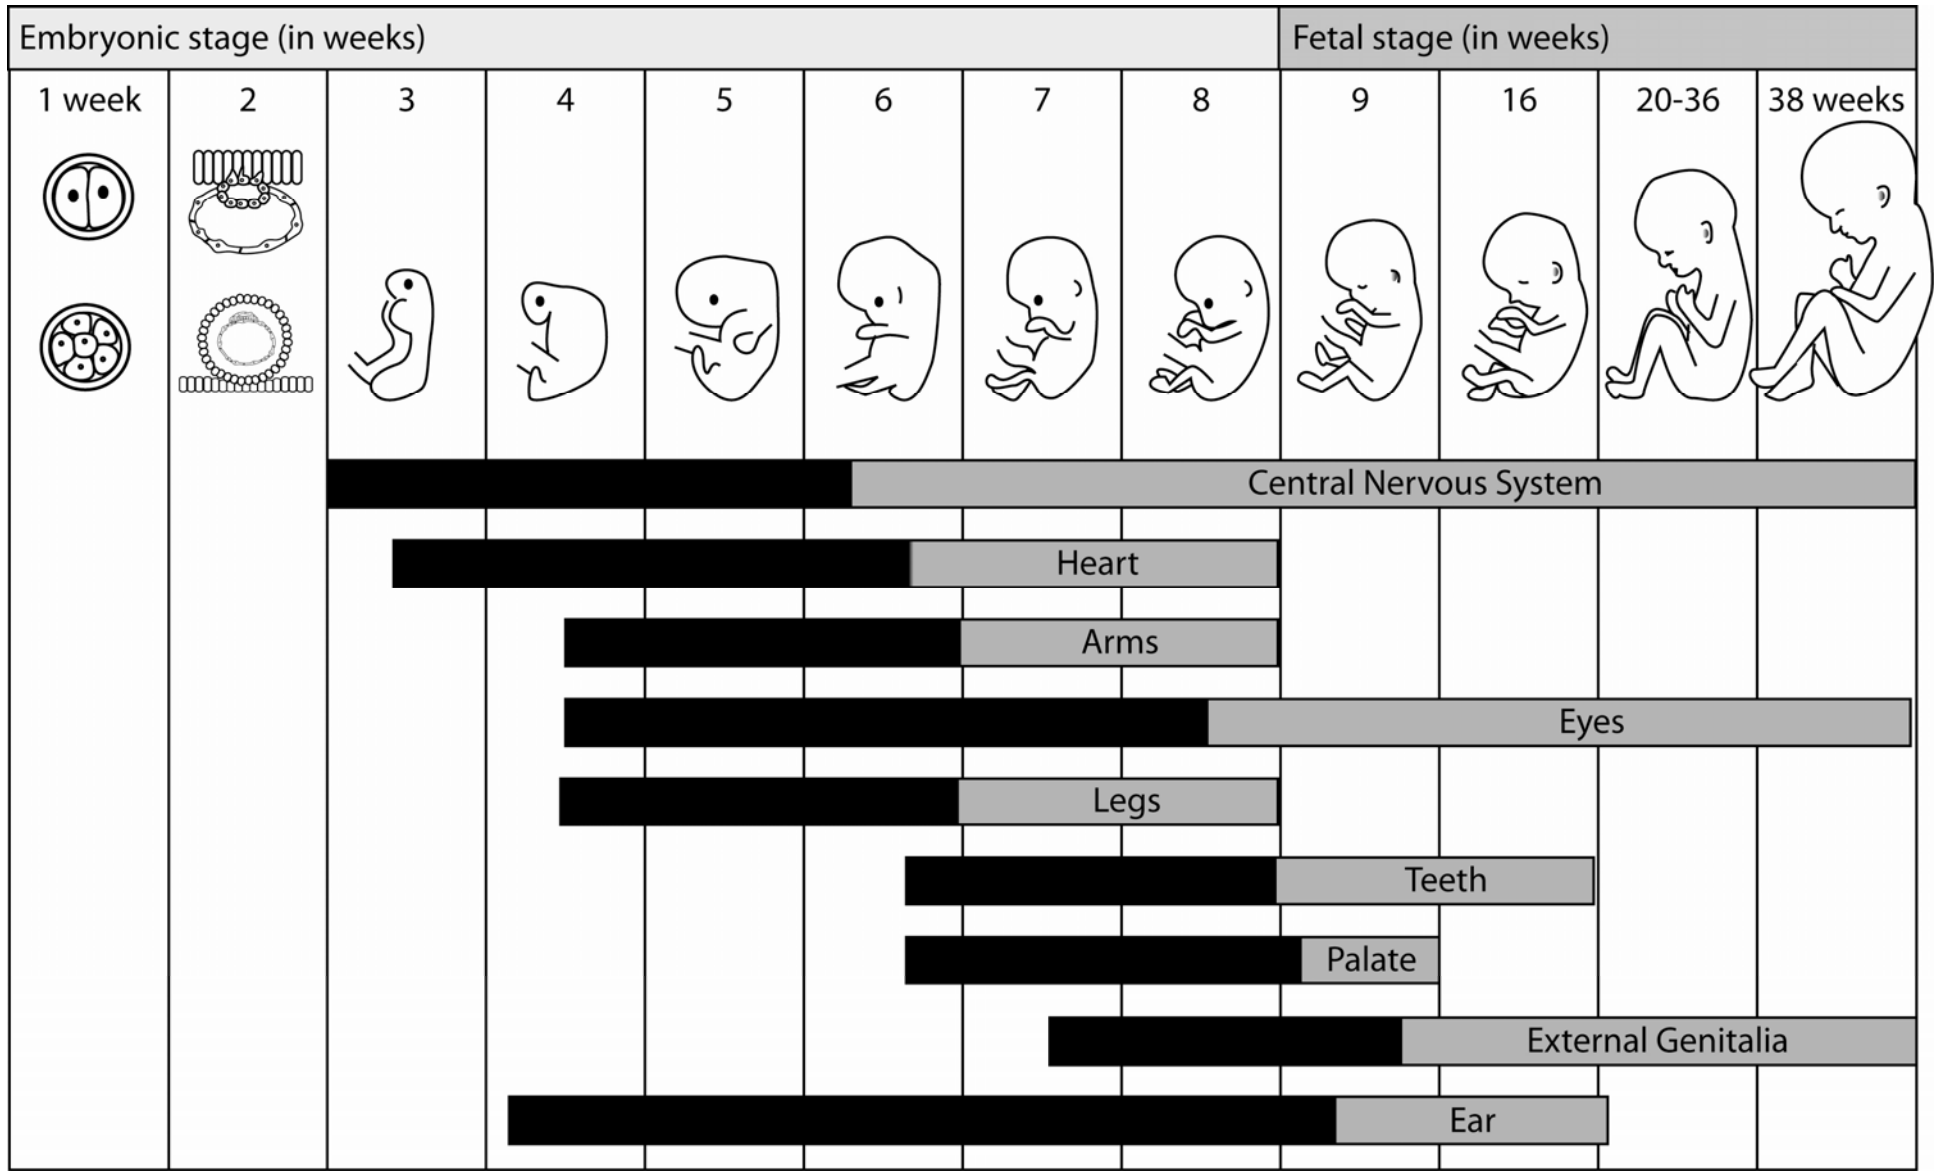 Embryonic stage (in weeks)
Fetal stage (in weeks)
1 week 2 3 4 5 6 7 8 9 16 20-36 38 weeks
Central Nervous System
Heart
Arms
Eyes
Legs
Teeth
Palate
External Genitalia
Ear